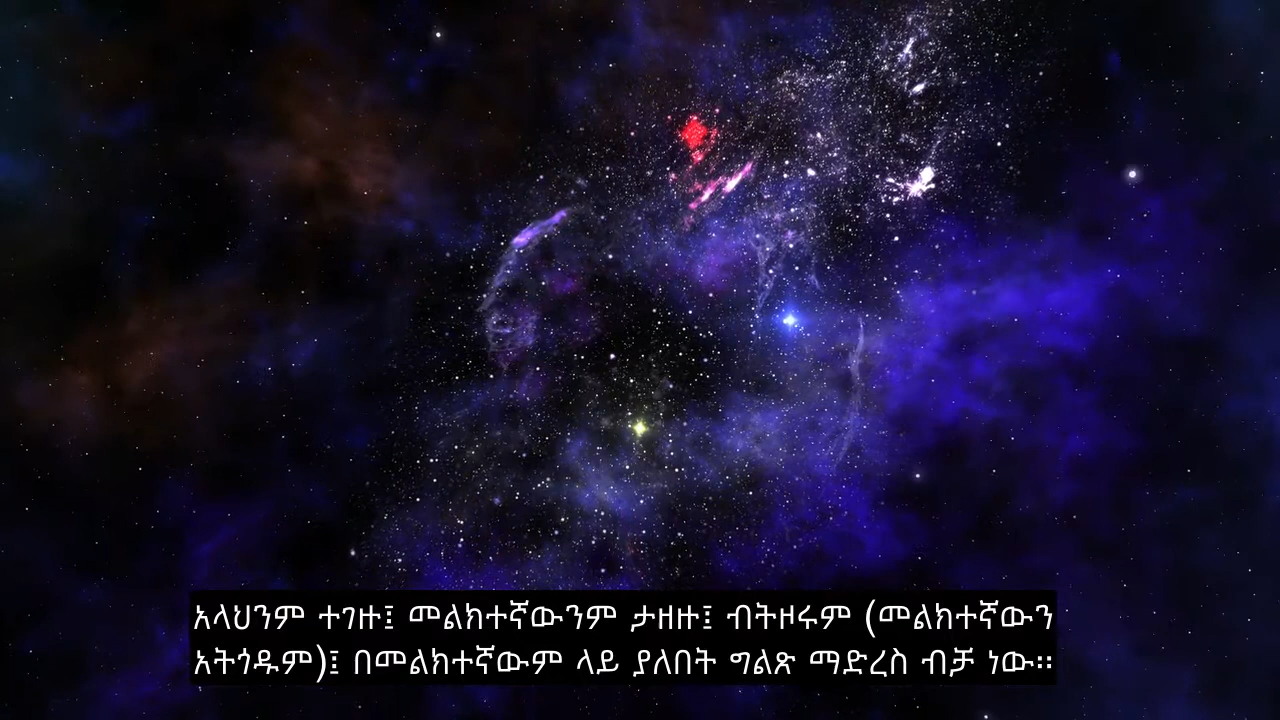 አላህንም ተገዙ፤ መልክተኛውንም ታዘዙ፤ ብትዞሩም (መልክተኛውን
አትጎዱም)፤ በመልክተኛውም ላይ ያለበት ግልጽ ማድረስ ብቻ ነው፡፡